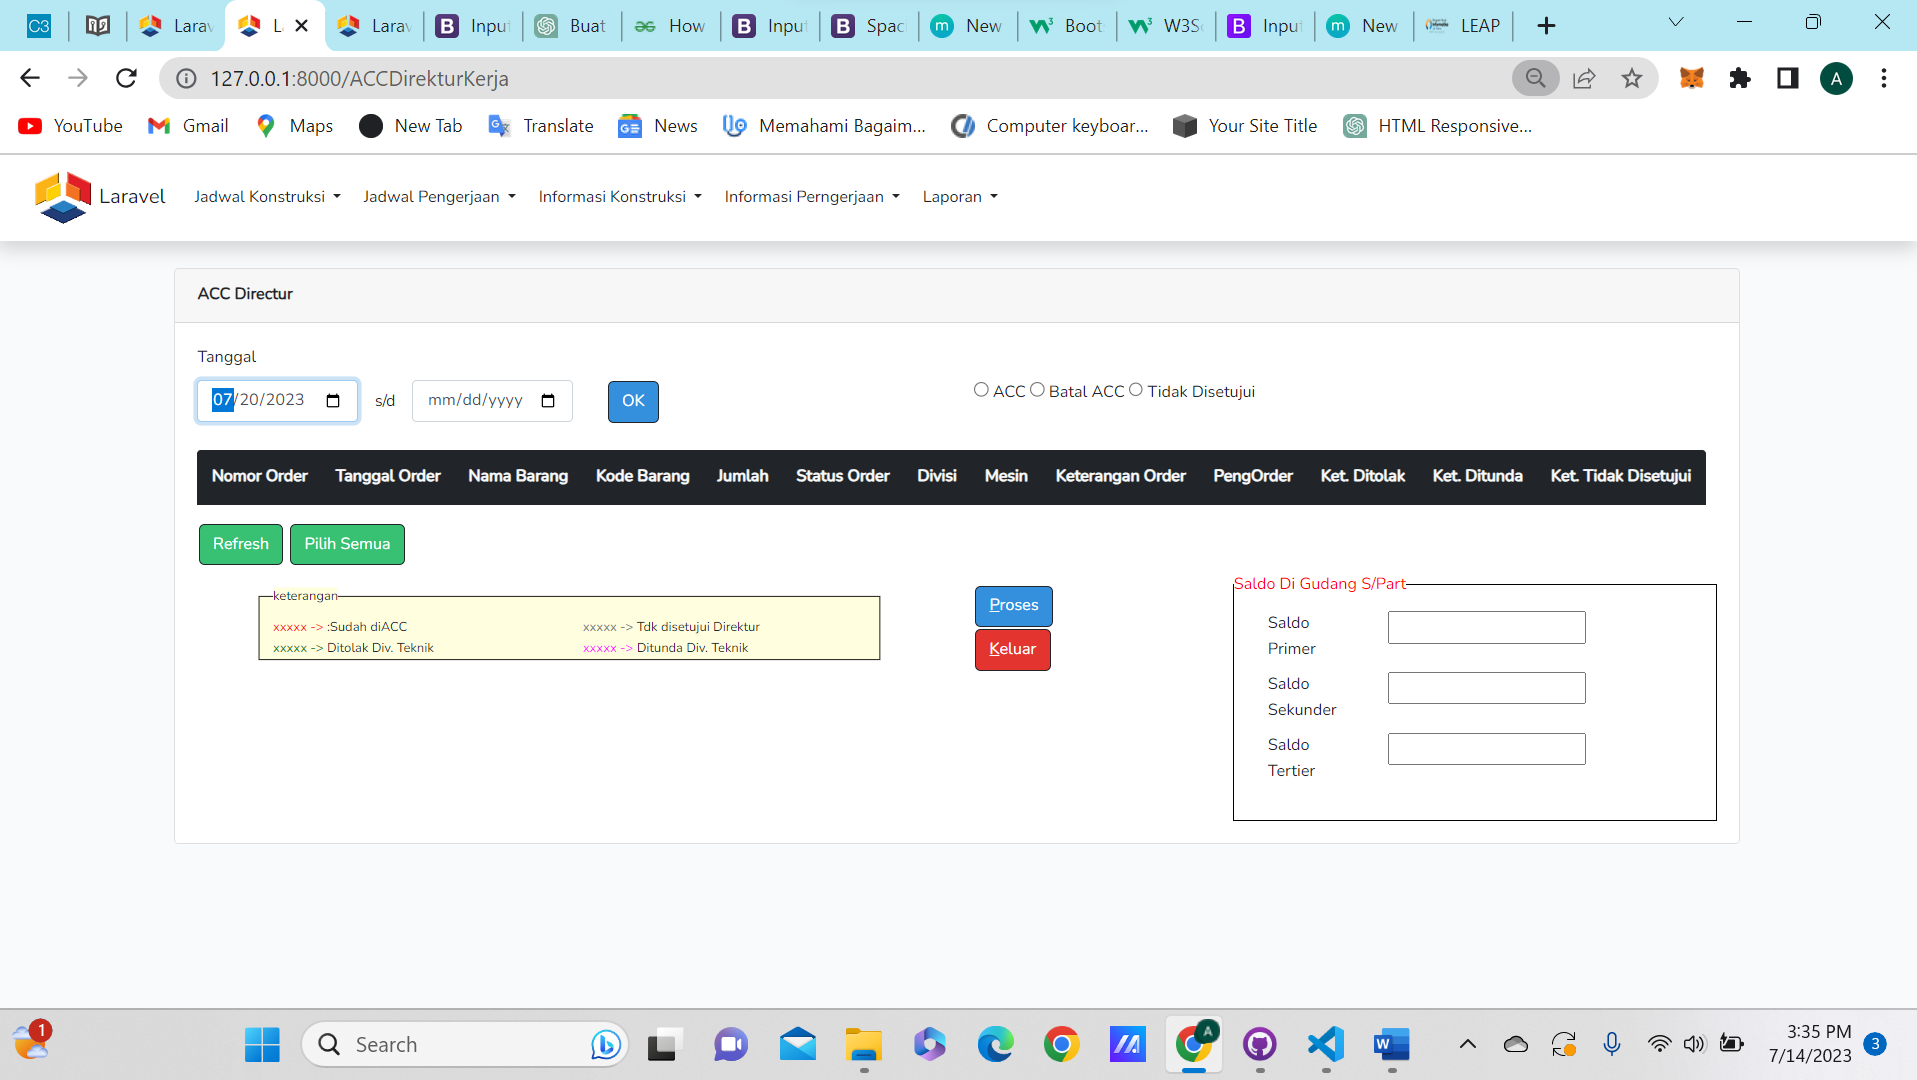 C3 Larav L Larav Input Buat How Input Spac New Boot W3S Input New LEAP
127.0.0.1:8000/ACCDirekturKerja
A
YouTube Gmail Maps New Tab Translate News Memahami Bagaim... Computer keyboar... Your Site Title HTML Responsive...
Laravel Jadwal Konstruksi Jadwal Pengerjaan Informasi Konstruksi Informasi Perngerjaan Laporan
ACC Directur
Tanggal
07/20/2023 s/d mm/dd/yyyy OK ACC Batal ACC Tidak Disetujui
Nomor Order Tanggal Order Nama Barang Kode Barang Jumlah Status Order Divisi Mesin Keterangan Order PengOrder Ket. Ditolak Ket. Ditunda Ket. Tidak Disetujui
Refresh Pilih Semua
keterangan
xxxxx -> :Sudah diACC xxxxx -> Tdk disetujui Direktur
xxxxx -> Ditolak Div. Teknik xxxxx -> Ditunda Div. Teknik
Proses
Keluar
Saldo Di Gudang S/Part
Saldo
Primer
Saldo
Sekunder
Saldo
Tertier
1 Search A 3:35 PM
7/14/2023 3